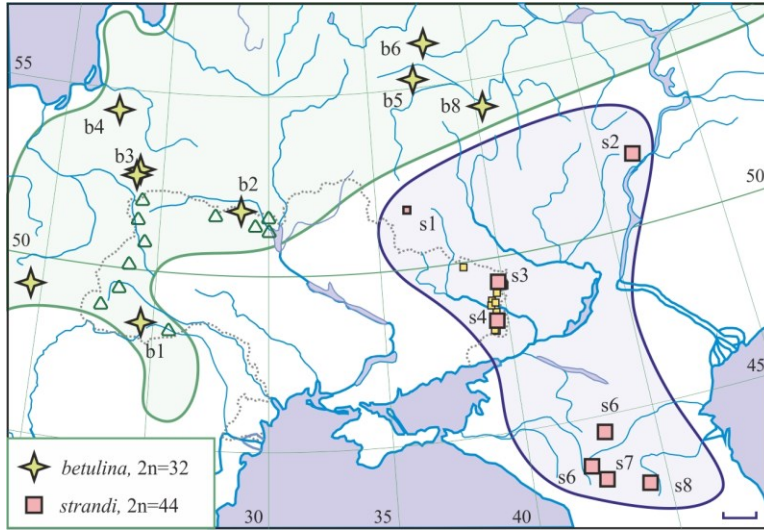 b6
55
b5
b8
b4
s2
b3
b2
50
s1
50
s3
s4
b1
45
s6
betulina, 2n=32
s6
s7
s8
strandi, 2n=44
30
35
40